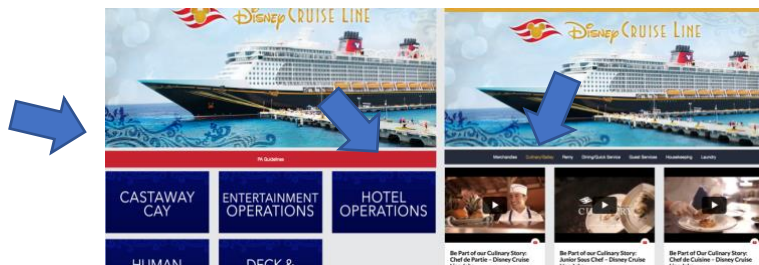 Disney CRUISE LINE
PA Guidelines
CASTAWAY
CAY
ENTERTAINMENT
OPERATIONS
HOTEL
OPERATIONS
HUMAN
DECK &
Disney CRUISE LINE
Merchandise Culinary/Galley Ferry Dining/Quick Service Guest Services Housekeeping Laundry
Be Part of our Culinary Story:
Chef de Partie – Disney Cruise
Be Part of our Culinary Story:
Junior Sous Chef – Disney Cruise
Be Part of Our Culinary Story:
Chef de Cuisine – Disney Cruise